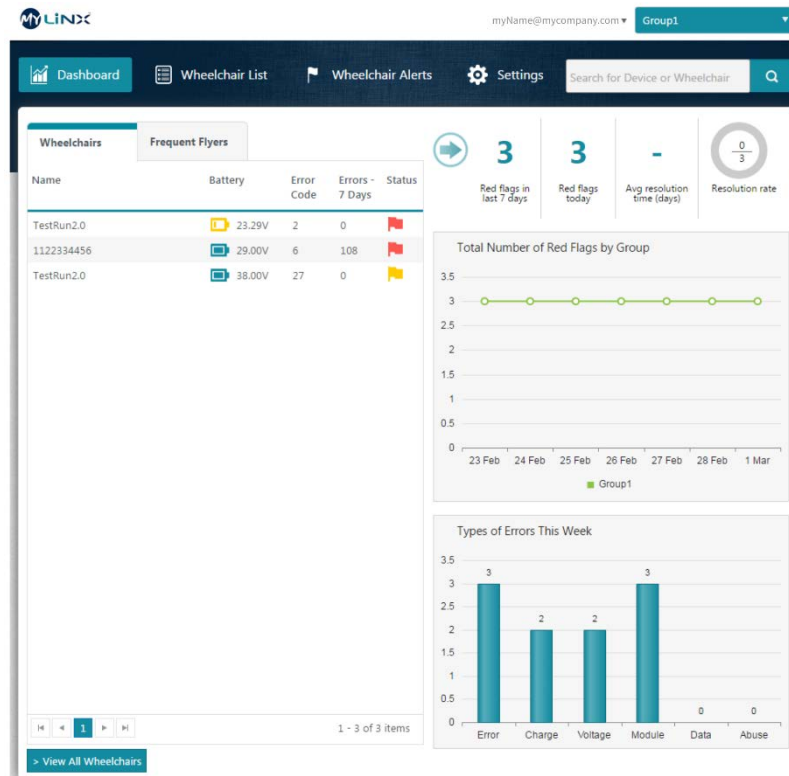 MYLiNX
myName@mycompany.com ▾ Group1
Dashboard Wheelchair List Wheelchair Alerts Settings Search for Device or Wheelchair
Wheelchairs Frequent Flyers
Name Battery Error Code Errors - 7 Days Status
TestRun2.0 23.29V 2 0
1122334456 29.00V 6 108
TestRun2.0 38.00V 27 0
1
1 - 3 of 3 items
> View All Wheelchairs
3
Red flags in
last 7 days
3
Red flags
today
-
Avg resolution
time (days)
0
3
Resolution rate
Total Number of Red Flags by Group
3.5
3
2.5
2
1.5
1
0.5
0
23 Feb 24 Feb 25 Feb 26 Feb 27 Feb 28 Feb 1 Mar
Group1
Types of Errors This Week
3.5
3
2.5
2
1.5
1
0.5
0
3 2 2 3 0 0
Error Charge Voltage Module Data Abuse